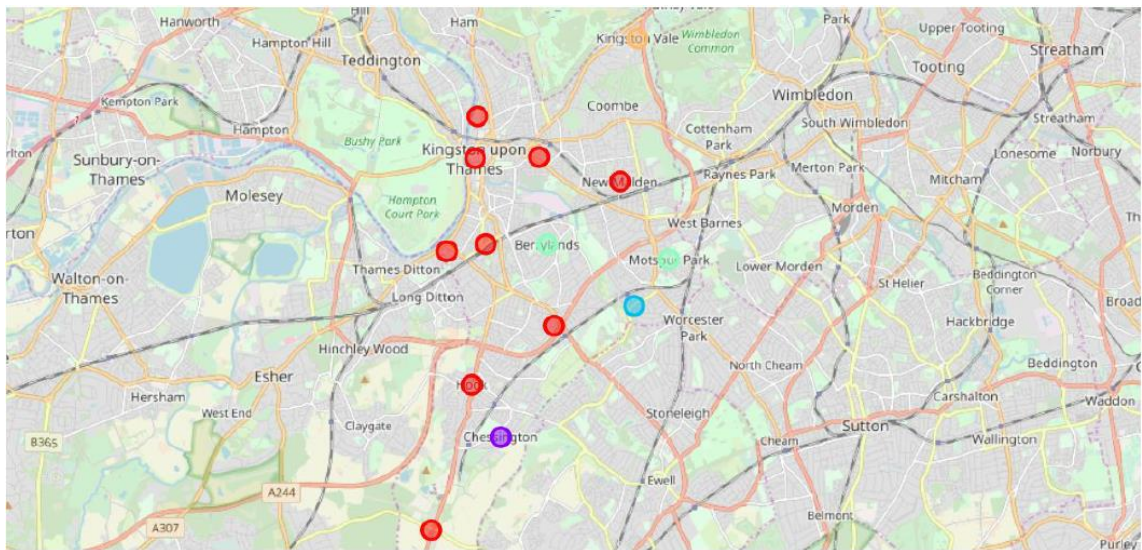 Hanworth
Hill
Ham
Hampton Hill
Teddington
Kingston Vale
Wimbledon
Common
Park
Upper Tooting
Streatham
Tooting
Kempton Park
Hampton
Bushy Park
Coombe
Wimbledon
South Wimbledon
Streatham
Cottenham
Park
Sunbury-on-
Thames
Kingston upon
Thames
Lonesome
Norbury
Molesey
Hampton
Court Park
New Malden
Raynes Park
Merton Park
Mitcham
West Barnes
Morden
Walton-on-
Thames
Thames Ditton
Berrylands
Motspur Park
Lower Morden
St Helier
Beddington
Corner
Long Ditton
Hackbridge
Worcester
Park
Hinchley Wood
Esher
Hersham
West End
Claygate
Hook
North Cheam
Beddington
Carshalton
Waddon
Stoneleigh
B365
Chessington
Cheam
Sutton
Wallington
Ewell
A244
A307
Belmont
Purley